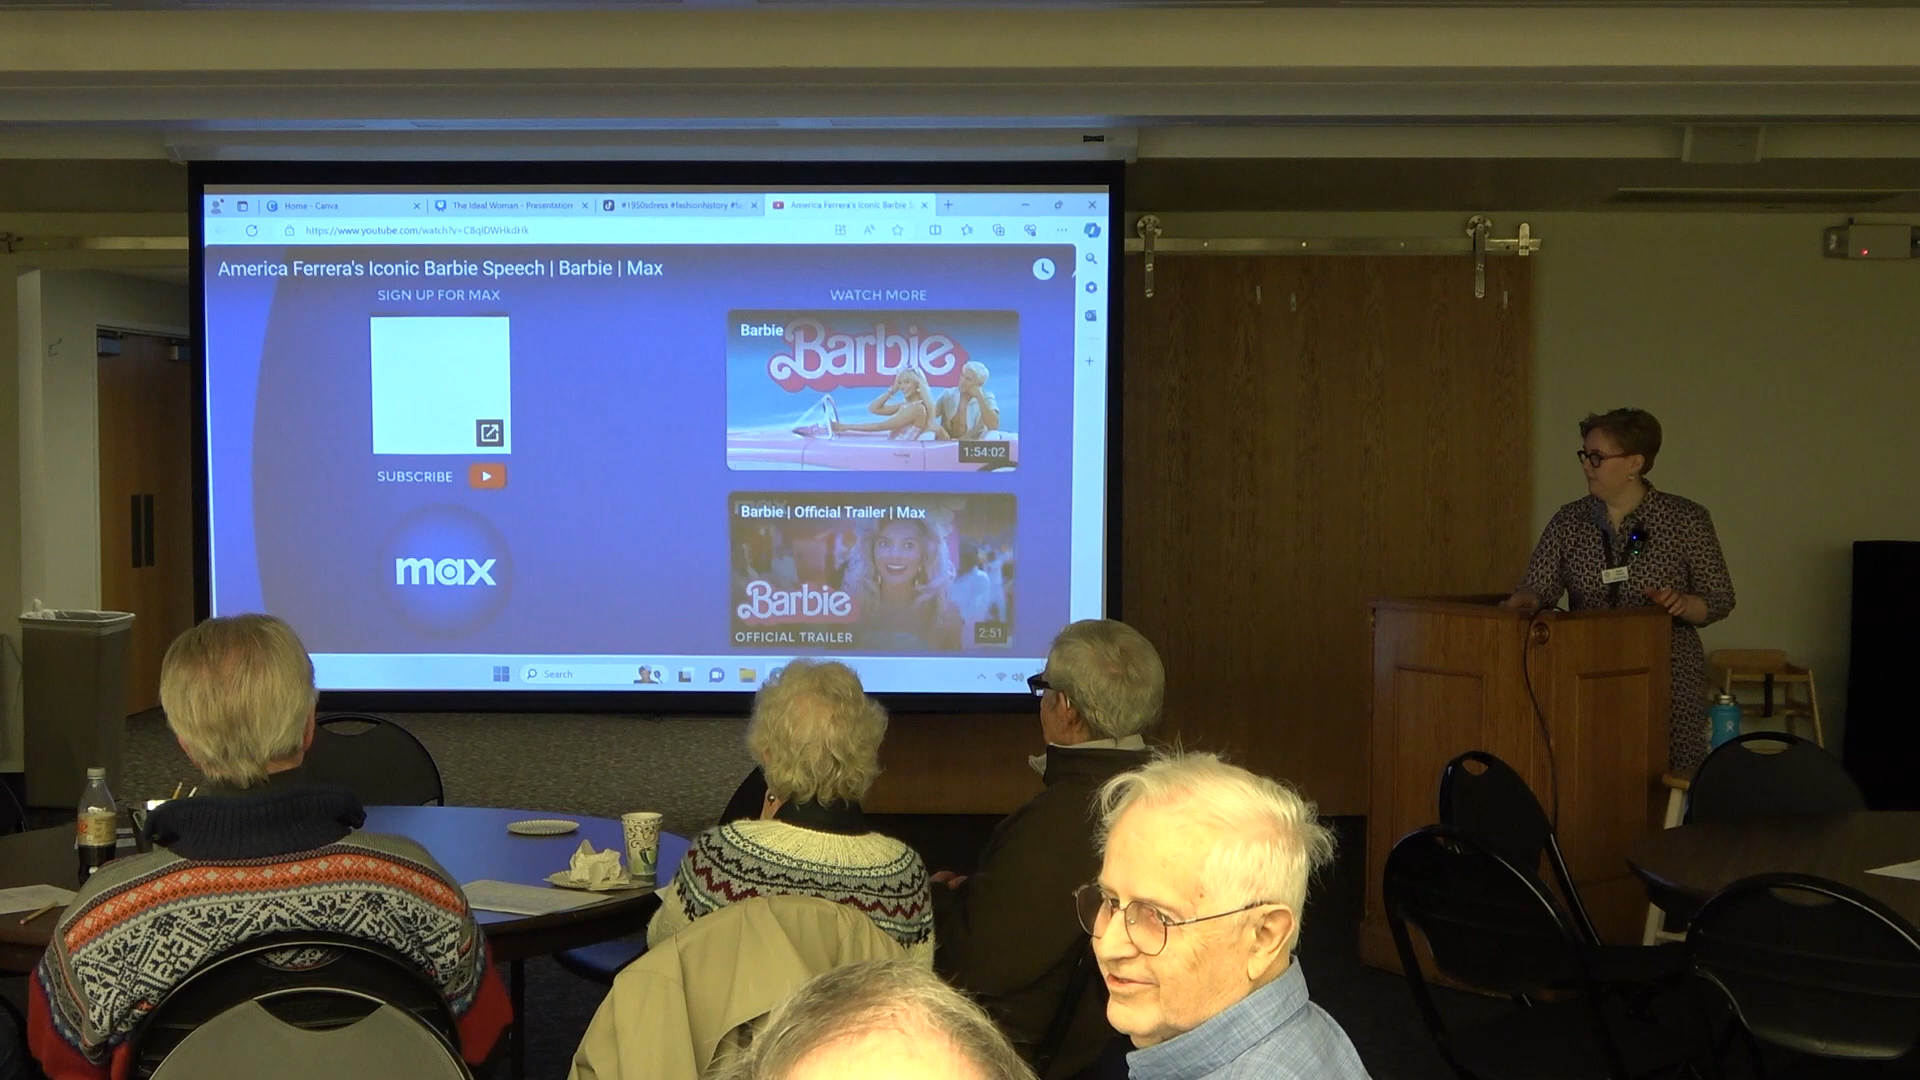 Home - Canva
The Ideal Woman - Presentation
#1950sdress #fashionhistory
America Ferrera's Iconic Barbie S
https://www.youtube.com/watch?v=CBqlDWHkdHk
America Ferrera's Iconic Barbie Speech | Barbie | Max
SIGN UP FOR MAX
WATCH MORE
Barbie
Barbie
1:54:02
SUBSCRIBE
Barbie | Official Trailer | Max
max
Barbie
OFFICIAL TRAILER
2:51
Search